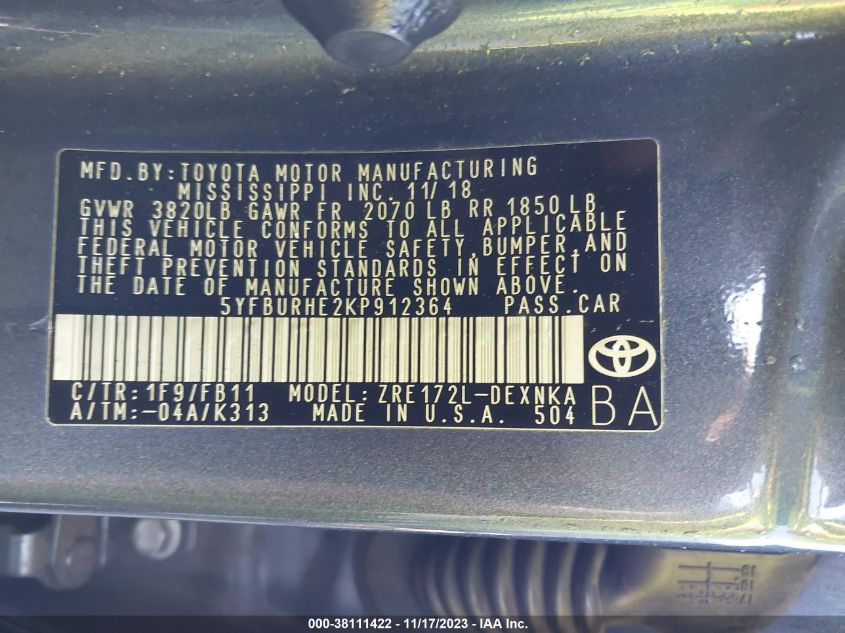 MFD.BY:TOYOTA MOTOR MANUFACTURING
MISSISSIPPI INC. 11/18
GVWR 3820LB GAWR FR 2070 LB RR 1850 LB
THIS VEHICLE CONFORMS TO ALL APPLICABLE
FEDERAL MOTOR VEHICLE SAFETY,BUMPER,AND
THEFT PREVENTION STANDARDS IN EFFECT ON
THE DATE OF MANUFACTURE SHOWN ABOVE.
5YFBURHE2KP912364 PASS.CAR
C/TR:1F9/FB11 MODEL:ZRE172L-DEXNKA
A/TM:-04A/K313 MADE IN U.S.A. 504
BA
000-38111422 - 11/17/2023 - IAA Inc.